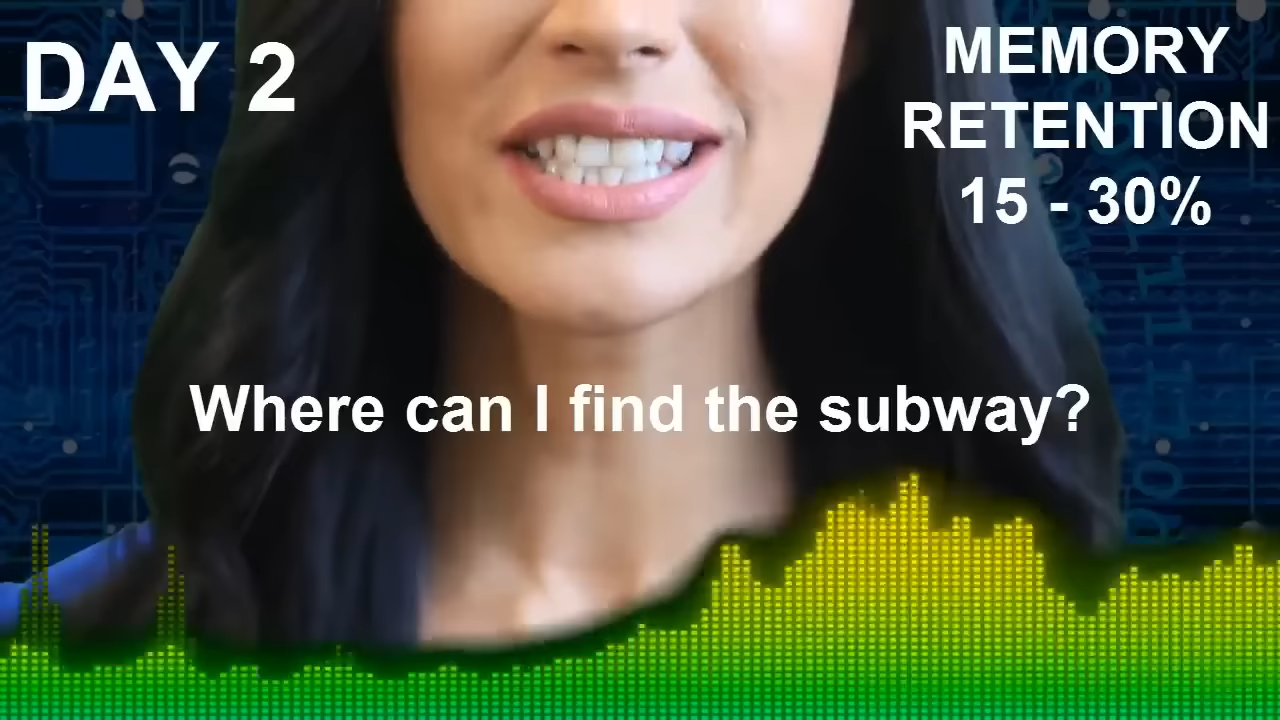 DAY 2
MEMORY
RETENTION
15 - 30%
Where can I find the subway?